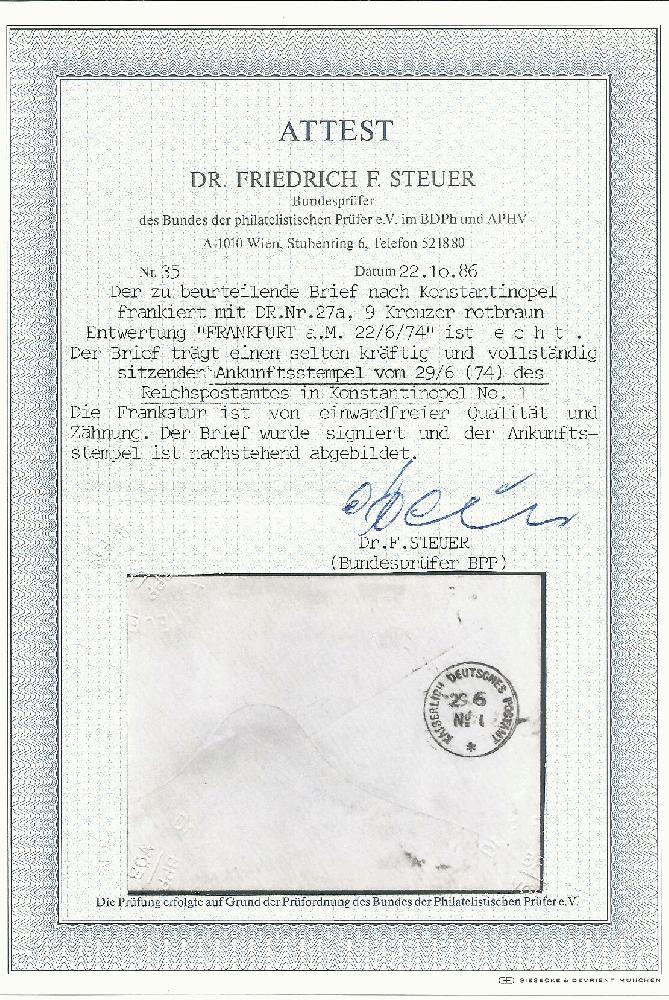 ATTEST
DR. FRIEDRICH F. STEUER
Bundesprüfer
des Bundes der philatelistischen Prüfer e.V. im BDPh und APHV
A-1010 Wien, Stubenring 6, Telefon 521880
Nr. 35 Datum 22.1o.86
Der zu beurteilende Brief nach Konstantinopel
frankiert mit DR.Nr.27a, 9 Kreuzer rotbraun
Entwertung "FRANKFURT a.M. 22/6/74" ist e c h t .
Der Brief trägt einen selten kräftig und vollständig
sitzenden Ankunftsstempel vom 29/6 (74) des
Reichspostamtes in Konstantinopel No. 1
Die Frankatur ist von einwandfreier Qualität und
Zähnung. Der Brief wurde signiert und der Ankunfts-
stempel ist nachstehend abgebildet.
Dr.F.STEUER
(Bundesprüfer BPP)
KAISERLICH DEUTSCHES POSTAMT
29 6
No 1
*
Die Prüfung erfolgte auf Grund der Prüfordnung des Bundes der Philatelistischen Prüfer e.V.
GIESECKE & DEVRIENT MÜNCHEN